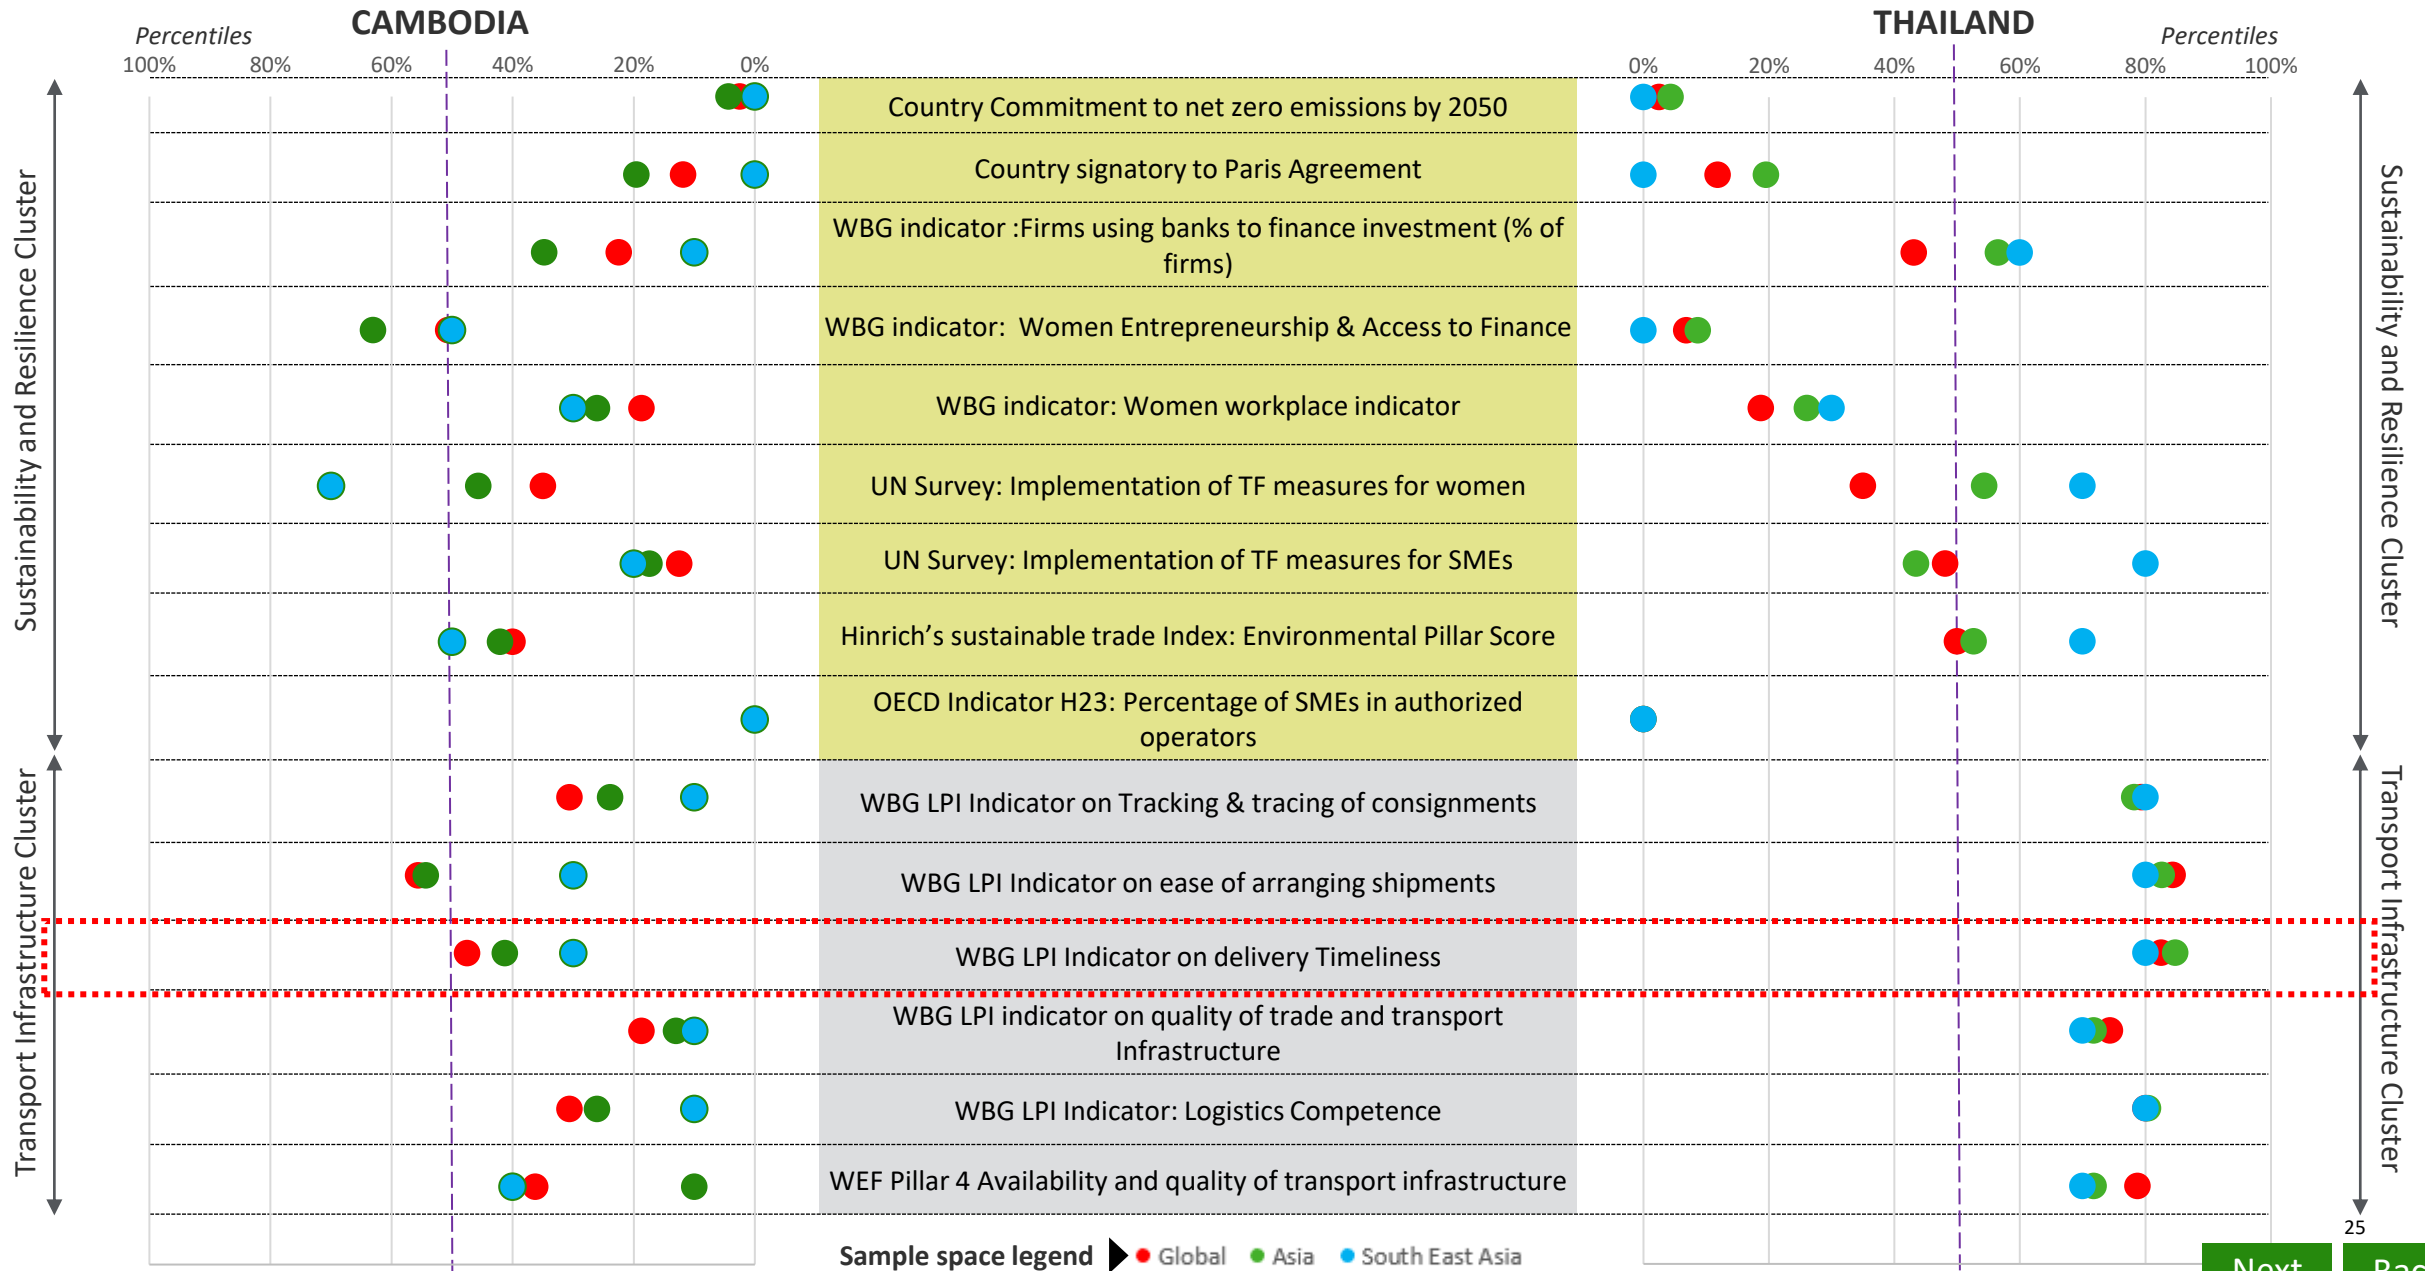 CAMBODIA
THAILAND
Percentiles
Percentiles
100%
80%
60%
40%
20%
0%
0%
20%
40%
60%
80%
100%
Sustainability and Resilience Cluster
Country Commitment to net zero emissions by 2050
Country signatory to Paris Agreement
WBG indicator :Firms using banks to finance investment (% of
firms)
WBG indicator:  Women Entrepreneurship & Access to Finance
WBG indicator: Women workplace indicator
UN Survey: Implementation of TF measures for women
UN Survey: Implementation of TF measures for SMEs
Hinrich’s sustainable trade Index: Environmental Pillar Score
OECD Indicator H23: Percentage of SMEs in authorized
operators
Sustainability and Resilience Cluster
Transport Infrastructure Cluster
WBG LPI Indicator on Tracking & tracing of consignments
WBG LPI Indicator on ease of arranging shipments
WBG LPI Indicator on delivery Timeliness
WBG LPI indicator on quality of trade and transport
Infrastructure
WBG LPI Indicator: Logistics Competence
WEF Pillar 4 Availability and quality of transport infrastructure
Transport Infrastructure Cluster
Sample space legend
Global
Asia
South East Asia
25
Next